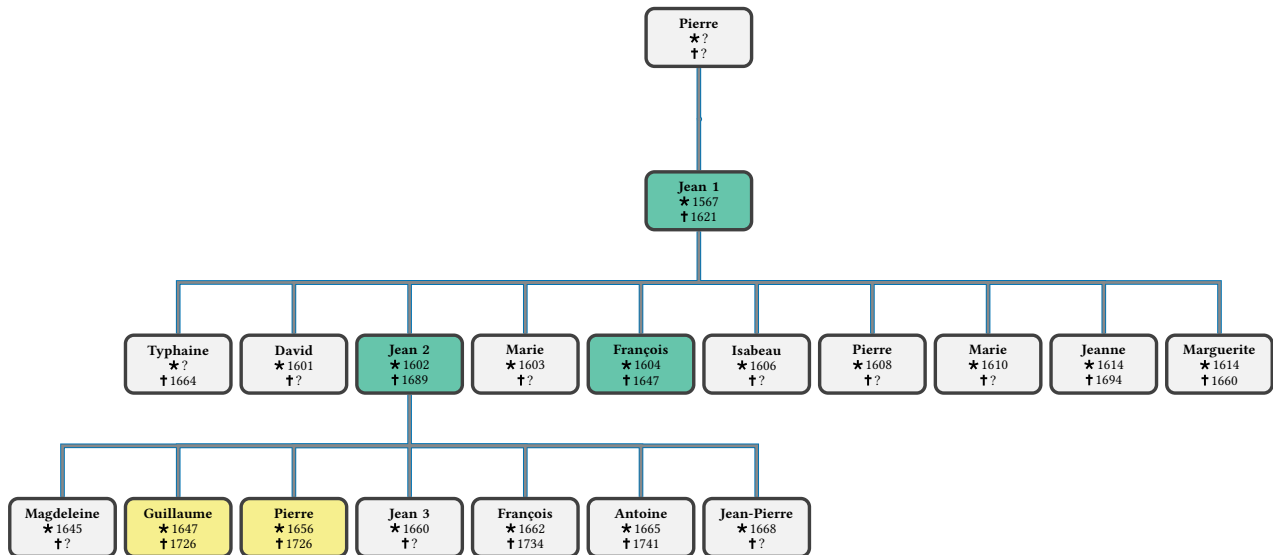 Pierre
★ ?
✝ ?
Jean 1
★ 1567
✝ 1621
Typhaine
★ ?
✝ 1664
David
★ 1601
✝ ?
Jean 2
★ 1602
✝ 1689
Marie
★ 1603
✝ ?
François
★ 1604
✝ 1647
Isabeau
★ 1606
✝ ?
Pierre
★ 1608
✝ ?
Marie
★ 1610
✝ ?
Jeanne
★ 1614
✝ 1694
Marguerite
★ 1614
✝ 1660
Magdeleine
★ 1645
✝ ?
Guillaume
★ 1647
✝ 1726
Pierre
★ 1656
✝ 1726
Jean 3
★ 1660
✝ ?
François
★ 1662
✝ 1734
Antoine
★ 1665
✝ 1741
Jean-Pierre
★ 1668
✝ ?